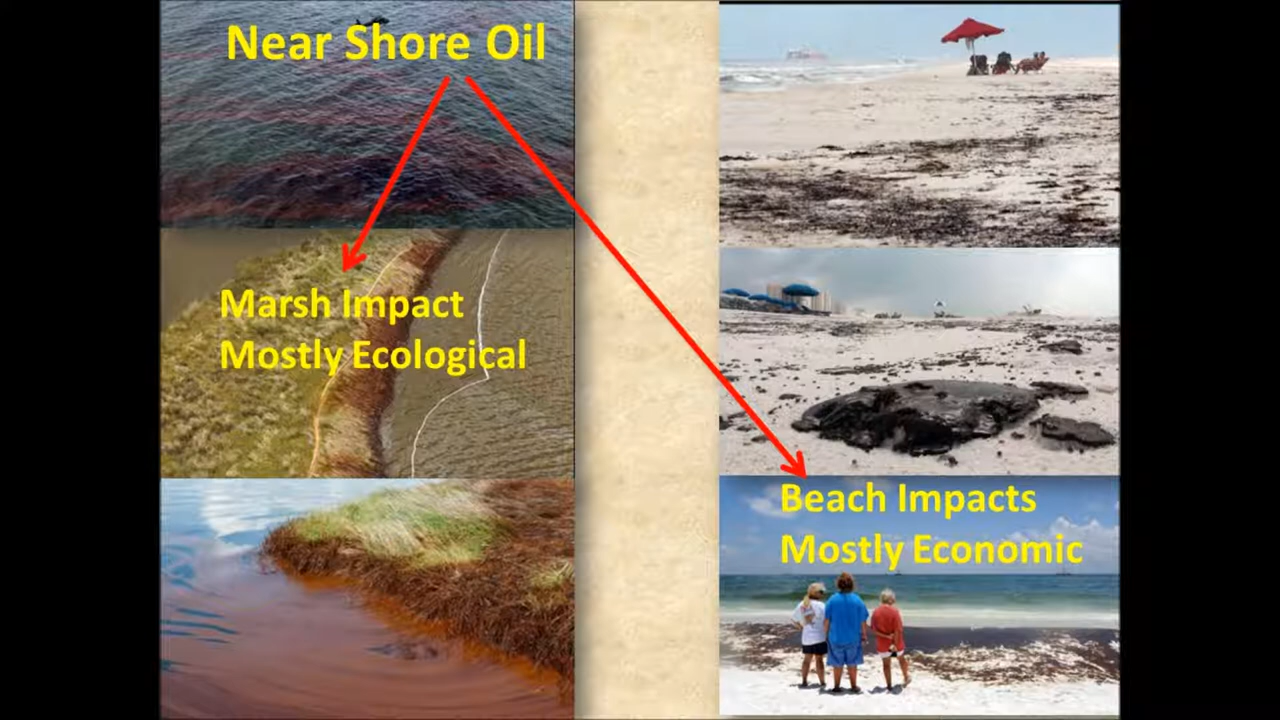 Near Shore Oil
Marsh Impact
Mostly Ecological
Beach Impacts
Mostly Economic